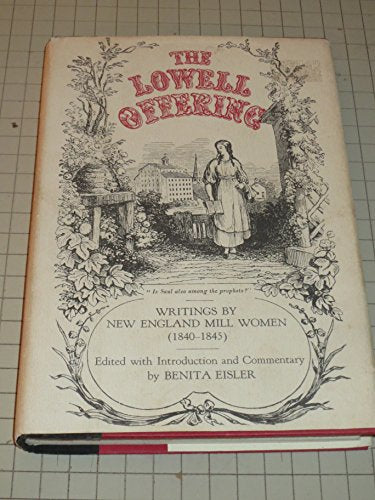 THE
LOWELL
OFFERING
" Is Saul also among the prophets ? "
WRITINGS BY
NEW ENGLAND MILL WOMEN
(1840-1845)
Edited with Introduction and Commentary
by BENITA EISLER